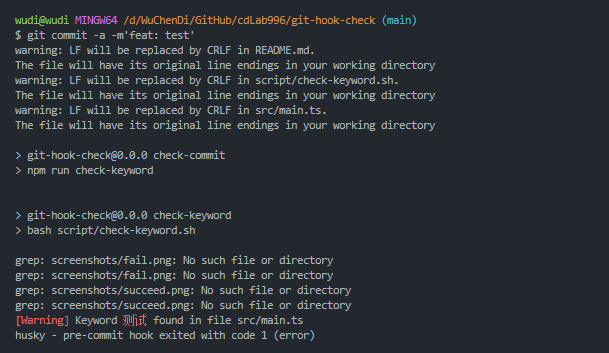 wudi@wudi MINGW64 /d/WuChenDi/GitHub/cdLab996/git-hook-check (main)
$ git commit -a -m'feat: test'
warning: LF will be replaced by CRLF in README.md.
The file will have its original line endings in your working directory
warning: LF will be replaced by CRLF in script/check-keyword.sh.
The file will have its original line endings in your working directory
warning: LF will be replaced by CRLF in src/main.ts.
The file will have its original line endings in your working directory
> git-hook-check@0.0.0 check-commit
> npm run check-keyword
> git-hook-check@0.0.0 check-keyword
> bash script/check-keyword.sh
grep: screenshots/fail.png: No such file or directory
grep: screenshots/fail.png: No such file or directory
grep: screenshots/succeed.png: No such file or directory
grep: screenshots/succeed.png: No such file or directory
[Warning] Keyword 测试 found in file src/main.ts
husky - pre-commit hook exited with code 1 (error)